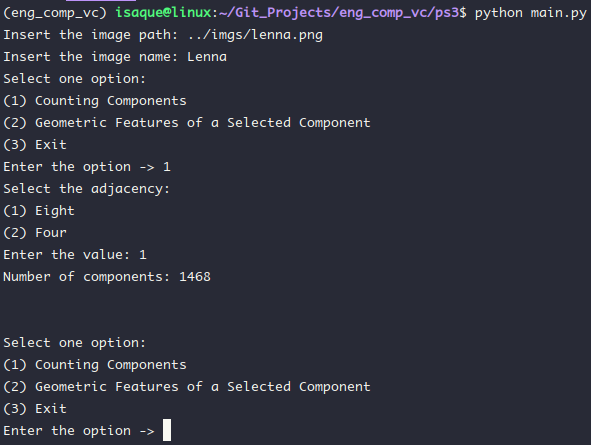 (eng_comp_vc) isaque@linux:~/Git_Projects/eng_comp_vc/ps3$ python main.py
Insert the image path: ../imgs/lenna.png
Insert the image name: Lenna
Select one option:
(1) Counting Components
(2) Geometric Features of a Selected Component
(3) Exit
Enter the option -> 1
Select the adjacency:
(1) Eight
(2) Four
Enter the value: 1
Number of components: 1468
Select one option:
(1) Counting Components
(2) Geometric Features of a Selected Component
(3) Exit
Enter the option ->